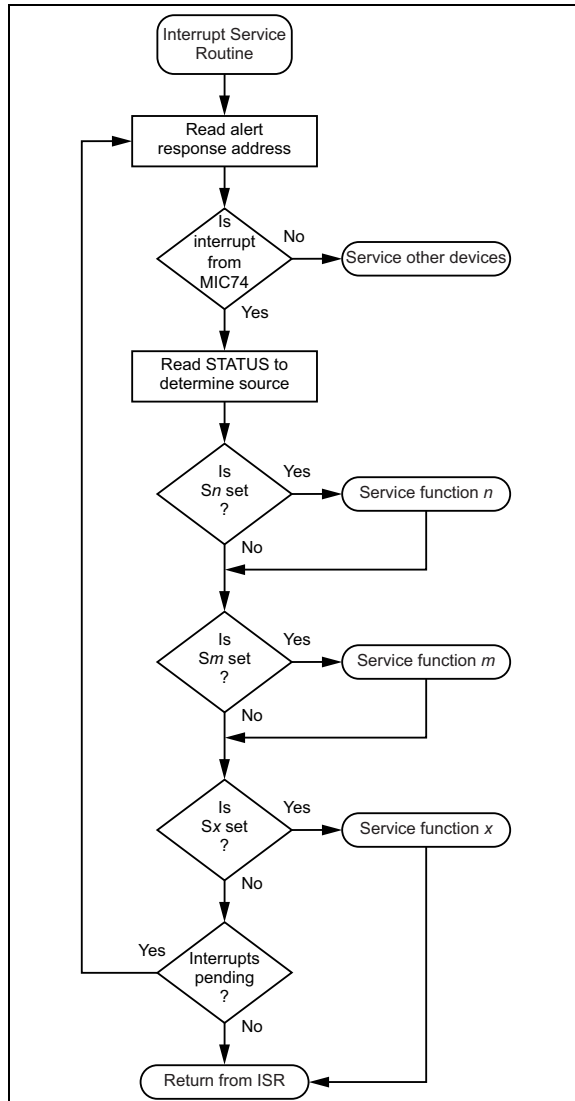 Interrupt Service
Routine
Read alert
response address
Is
interrupt
from
MIC74
No
Service other devices
Yes
Read STATUS to
determine source
Is
Sn set
?
Yes
Service function n
No
Is
Sm set
?
Yes
Service function m
No
Is
Sx set
?
Yes
Service function x
No
Yes
Interrupts
pending
?
No
Return from ISR